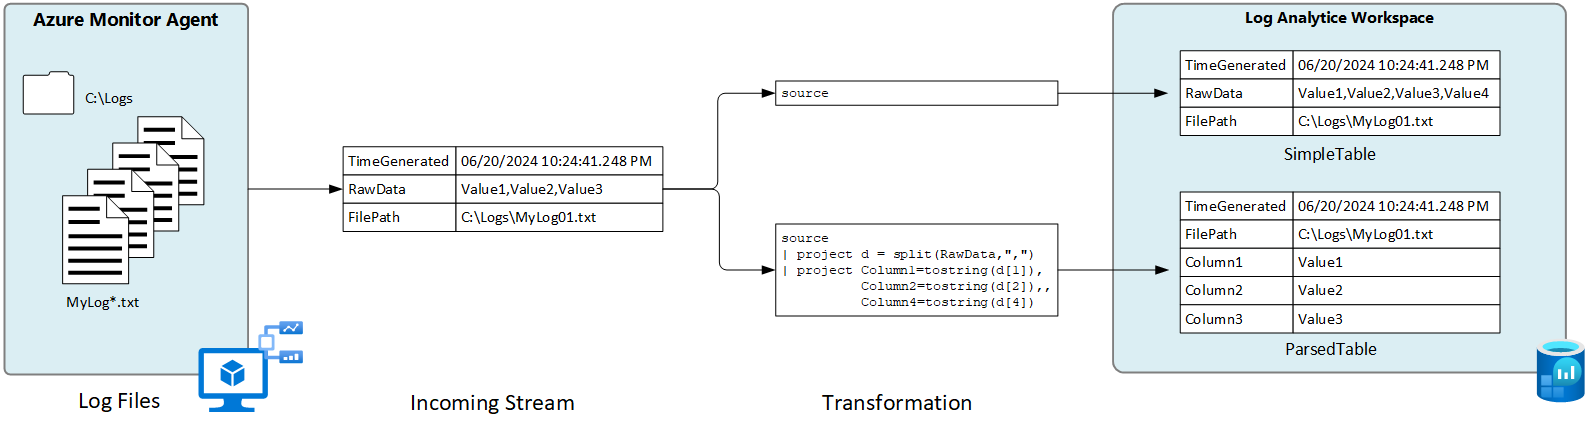 Azure Monitor Agent
C:\Logs
MyLog*.txt
Log Files
TimeGenerated 06/20/2024 10:24:41.248 PM
RawData Value1,Value2,Value3
FilePath C:\Logs\MyLog01.txt
Incoming Stream
source
source
| project d = split(RawData,",")
| project Column1=tostring(d[1]),
Column2=tostring(d[2]),,
Column4=tostring(d[4])
Transformation
Log Analytice Workspace
TimeGenerated 06/20/2024 10:24:41.248 PM
RawData Value1,Value2,Value3,Value4
FilePath C:\Logs\MyLog01.txt
SimpleTable
TimeGenerated 06/20/2024 10:24:41.248 PM
FilePath C:\Logs\MyLog01.txt
Column1 Value1
Column2 Value2
Column3 Value3
ParsedTable